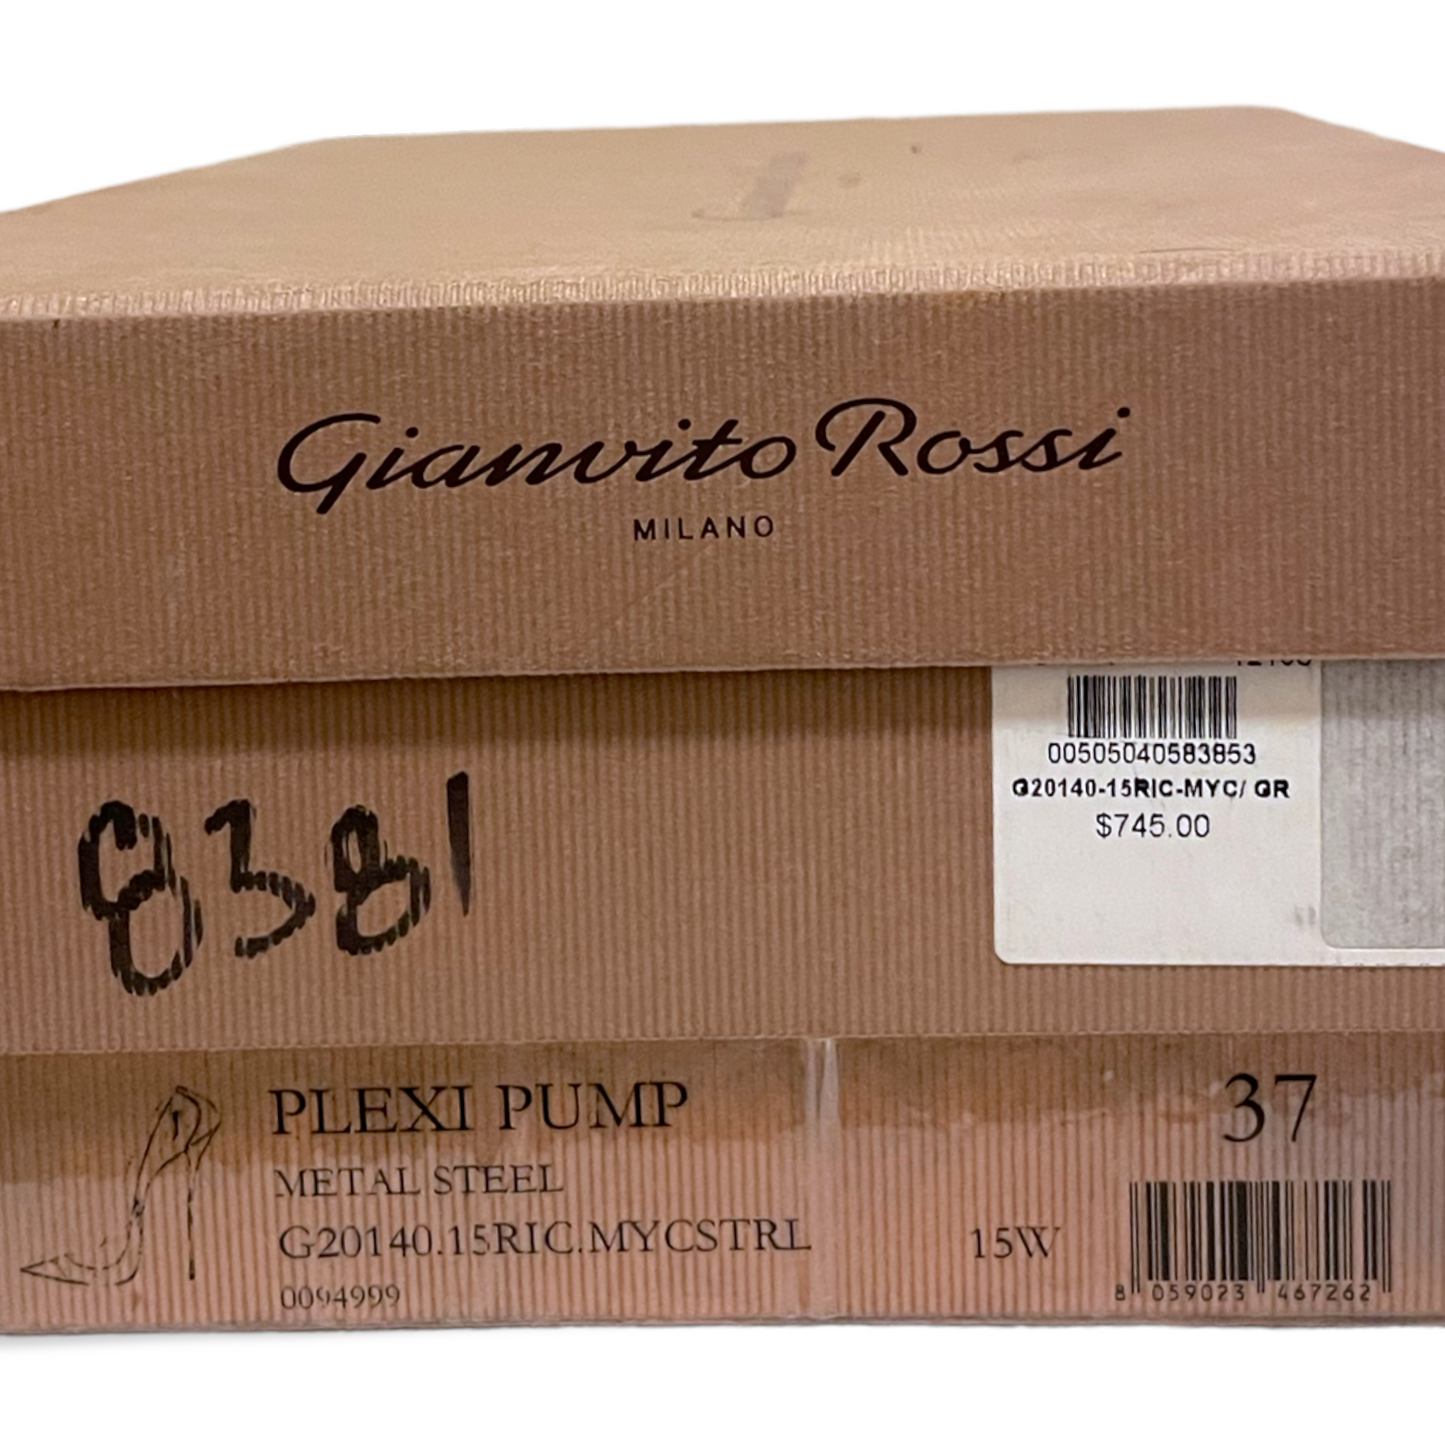 Gianvito Rossi
MILANO
00505040583853
G20140-15RIC-MYC/ GR
$745.00
8381
PLEXI PUMP
37
METAL STEEL
G20140.15RIC.MYCSTRL
15W
0094999
8 059023 467262